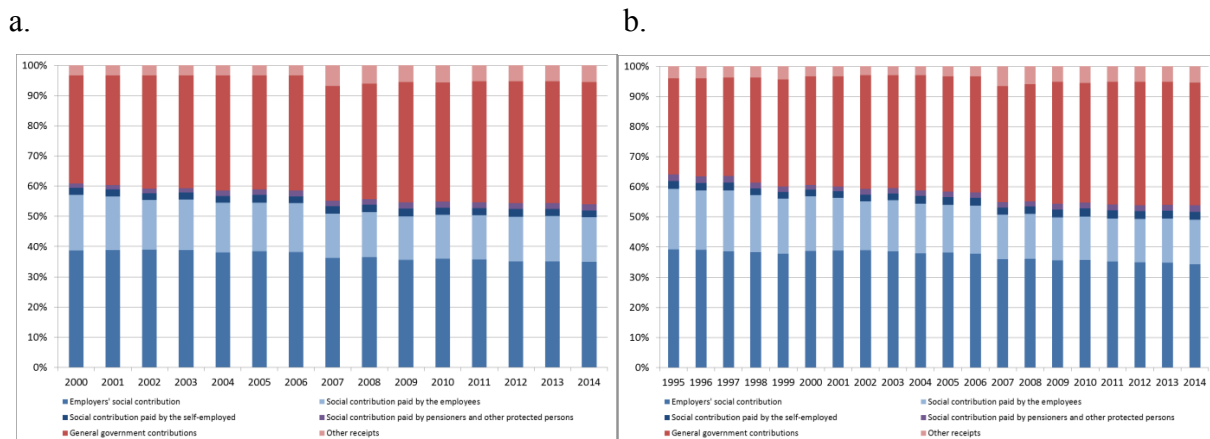 a.
b.
100%
90%
80%
70%
60%
50%
40%
30%
20%
10%
0%
2000 2001 2002 2003 2004 2005 2006 2007 2008 2009 2010 2011 2012 2013 2014
Employers' social contribution
Social contribution paid by the employees
Social contribution paid by the self-employed
Social contribution paid by pensioners and other protected persons
General government contributions
Other receipts
100%
90%
80%
70%
60%
50%
40%
30%
20%
10%
0%
1995 1996 1997 1998 1999 2000 2001 2002 2003 2004 2005 2006 2007 2008 2009 2010 2011 2012 2013 2014
Employers' social contribution
Social contribution paid by the employees
Social contribution paid by the self-employed
Social contribution paid by pensioners and other protected persons
General government contributions
Other receipts